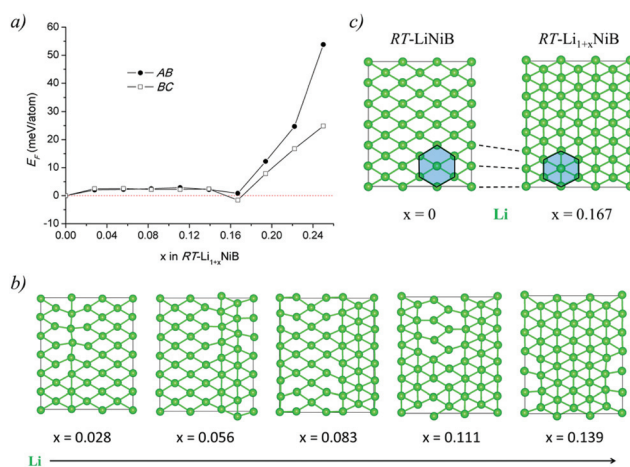 a)
60
50
40
30
20
10
0
-10
E_F (meV/atom)
AB
BC
0.00 0.04 0.08 0.12 0.16 0.20 0.24
x in RT-Li₁₊ₓNiB
c)
RT-LiNiB RT-Li₁₊ₓNiB
x = 0 Li x = 0.167
b)
x = 0.028 x = 0.056 x = 0.083 x = 0.111 x = 0.139
Li